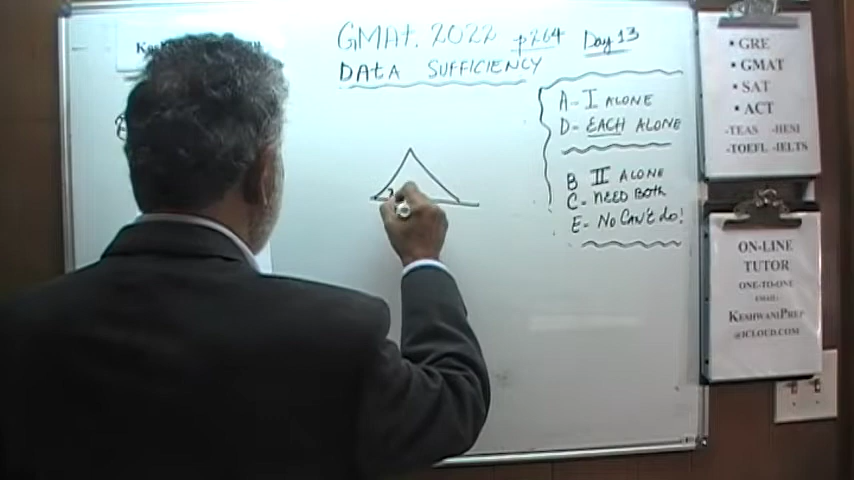 GMAT. 2022 p264 Day 13
DATA SUFFICIENCY
A- I ALONE
D- EACH ALONE
B II ALONE
C- NEED BOTH
E- NO CAN't do!
• GRE
• GMAT
• SAT
• ACT
-TEAS -HESI
-TOEFL -IELTS
ON-LINE
TUTOR
ONE-TO-ONE
EMAIL:
KESHWANIPREP
@ICLOUD.COM